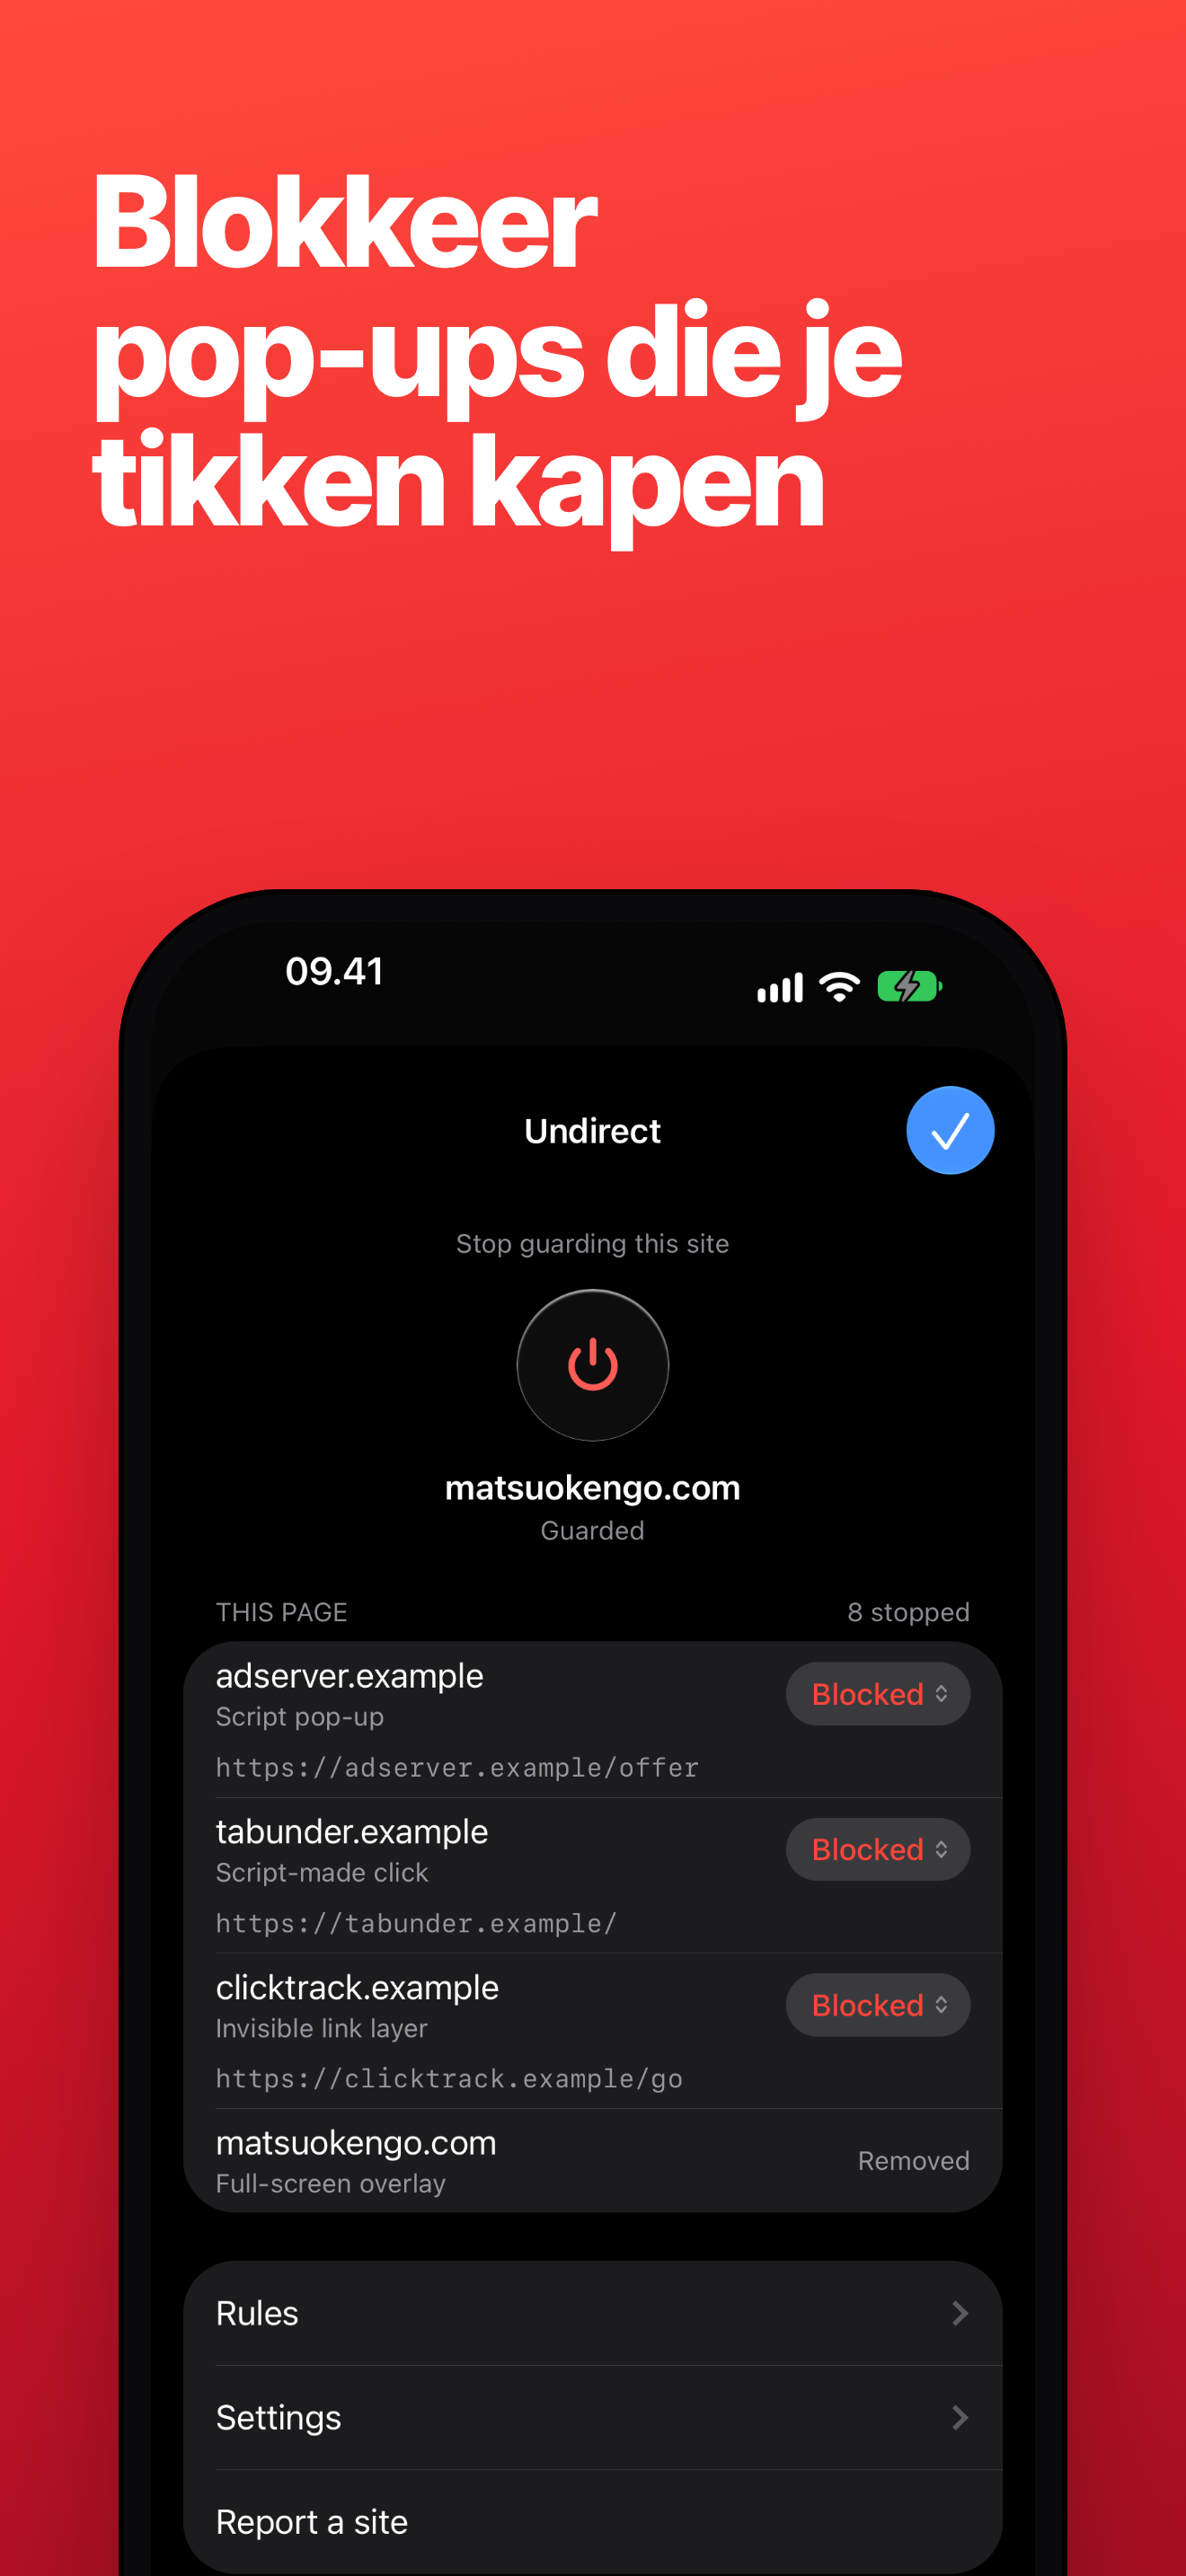 Blokkeer
pop-ups die je
tikken kapen
09.41
Undirect
Stop guarding this site
matsuokengo.com
Guarded
THIS PAGE 8 stopped
adserver.example Blocked
Script pop-up
https://adserver.example/offer
tabunder.example Blocked
Script-made click
https://tabunder.example/
clicktrack.example Blocked
Invisible link layer
https://clicktrack.example/go
matsuokengo.com Removed
Full-screen overlay
Rules
Settings
Report a site